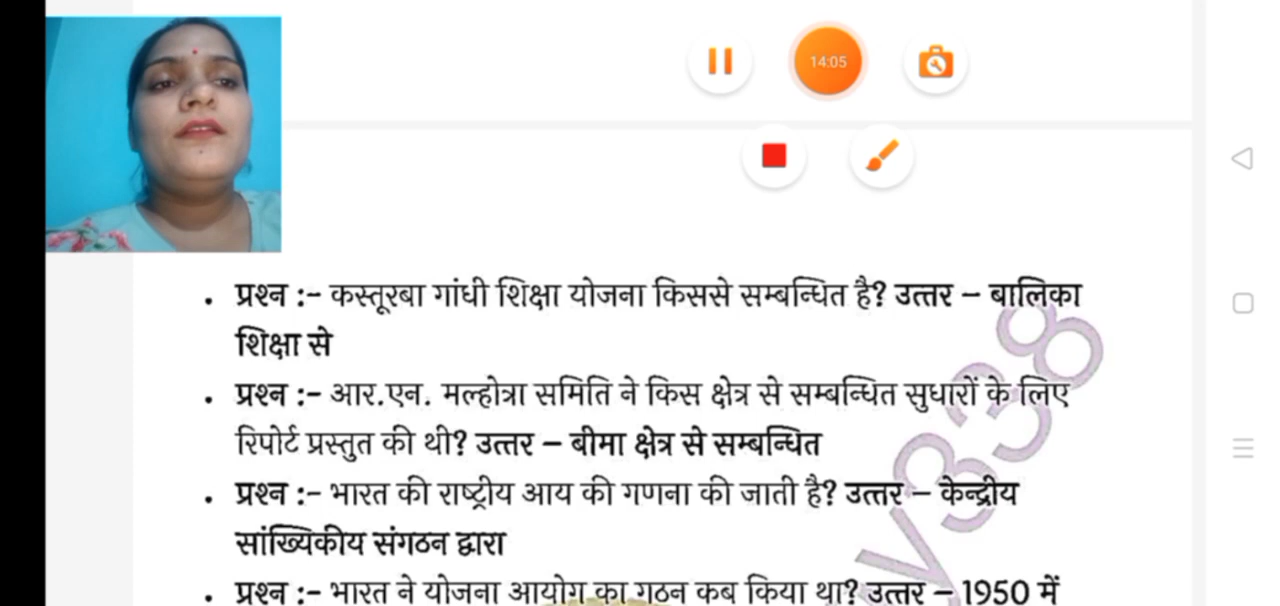 14:05
• प्रश्न :- कस्तूरबा गांधी शिक्षा योजना किससे सम्बन्धित है? उत्तर – बालिका
शिक्षा से
• प्रश्न :- आर.एन. मल्होत्रा समिति ने किस क्षेत्र से सम्बन्धित सुधारों के लिए
रिपोर्ट प्रस्तुत की थी? उत्तर – बीमा क्षेत्र से सम्बन्धित
• प्रश्न :- भारत की राष्ट्रीय आय की गणना की जाती है? उत्तर – केन्द्रीय
सांख्यिकीय संगठन द्वारा
• प्रश्न :- भारत ने योजना आयोग का गठन कब किया था? उत्तर – 1950 में
V338